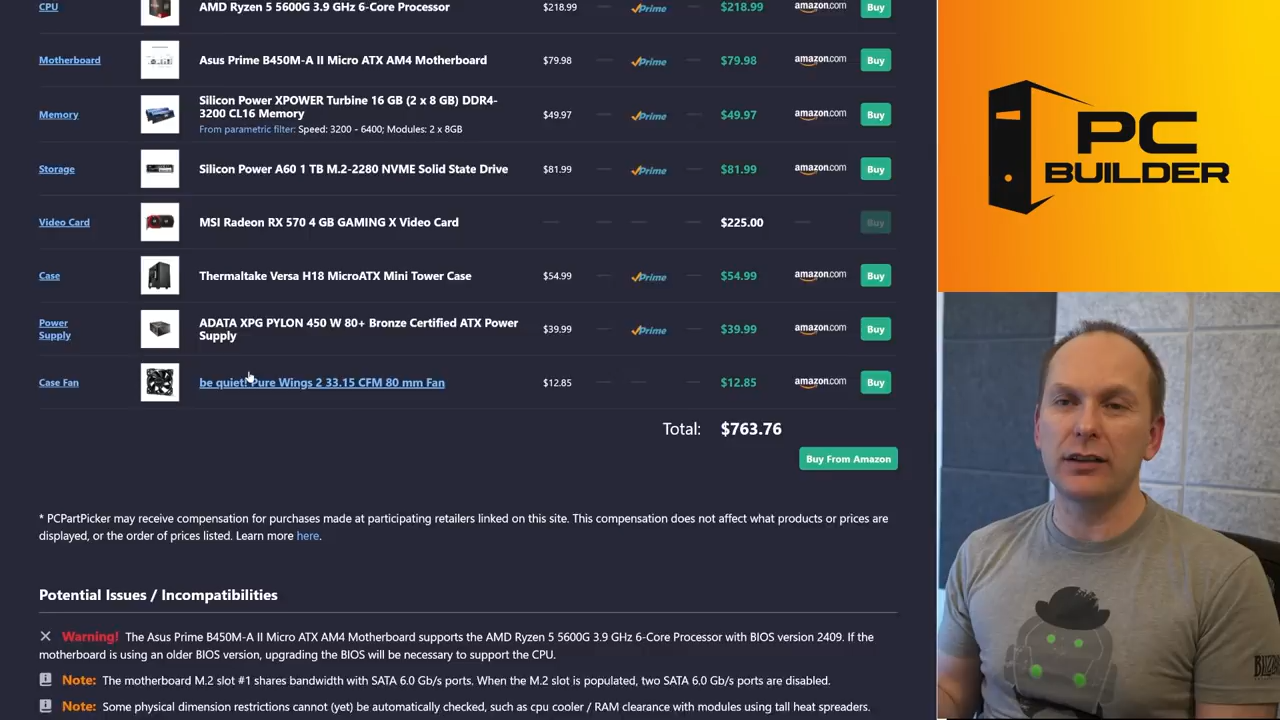 CPU AMD Ryzen 5 5600G 3.9 GHz 6-Core Processor $218.99 Prime $218.99 amazon.com Buy
Motherboard Asus Prime B450M-A II Micro ATX AM4 Motherboard $79.98 Prime $79.98 amazon.com Buy
Memory Silicon Power XPOWER Turbine 16 GB (2 x 8 GB) DDR4-
3200 CL16 Memory $49.97 Prime $49.97 amazon.com Buy
From parametric filter: Speed: 3200 - 6400; Modules: 2 x 8GB
Storage Silicon Power A60 1 TB M.2-2280 NVME Solid State Drive $81.99 Prime $81.99 amazon.com Buy
Video Card MSI Radeon RX 570 4 GB GAMING X Video Card $225.00 Buy
Case Thermaltake Versa H18 MicroATX Mini Tower Case $54.99 Prime $54.99 amazon.com Buy
Power
Supply ADATA XPG PYLON 450 W 80+ Bronze Certified ATX Power
Supply $39.99 Prime $39.99 amazon.com Buy
Case Fan be quiet! Pure Wings 2 33.15 CFM 80 mm Fan $12.85 $12.85 amazon.com Buy
Total: $763.76
Buy From Amazon
* PCPartPicker may receive compensation for purchases made at participating retailers linked on this site. This compensation does not affect what products or prices are
displayed, or the order of prices listed. Learn more here.
Potential Issues / Incompatibilities
Warning! The Asus Prime B450M-A II Micro ATX AM4 Motherboard supports the AMD Ryzen 5 5600G 3.9 GHz 6-Core Processor with BIOS version 2409. If the
motherboard is using an older BIOS version, upgrading the BIOS will be necessary to support the CPU.
Note: The motherboard M.2 slot #1 shares bandwidth with SATA 6.0 Gb/s ports. When the M.2 slot is populated, two SATA 6.0 Gb/s ports are disabled.
Note: Some physical dimension restrictions cannot (yet) be automatically checked, such as cpu cooler / RAM clearance with modules using tall heat spreaders.
PC
BUILDER